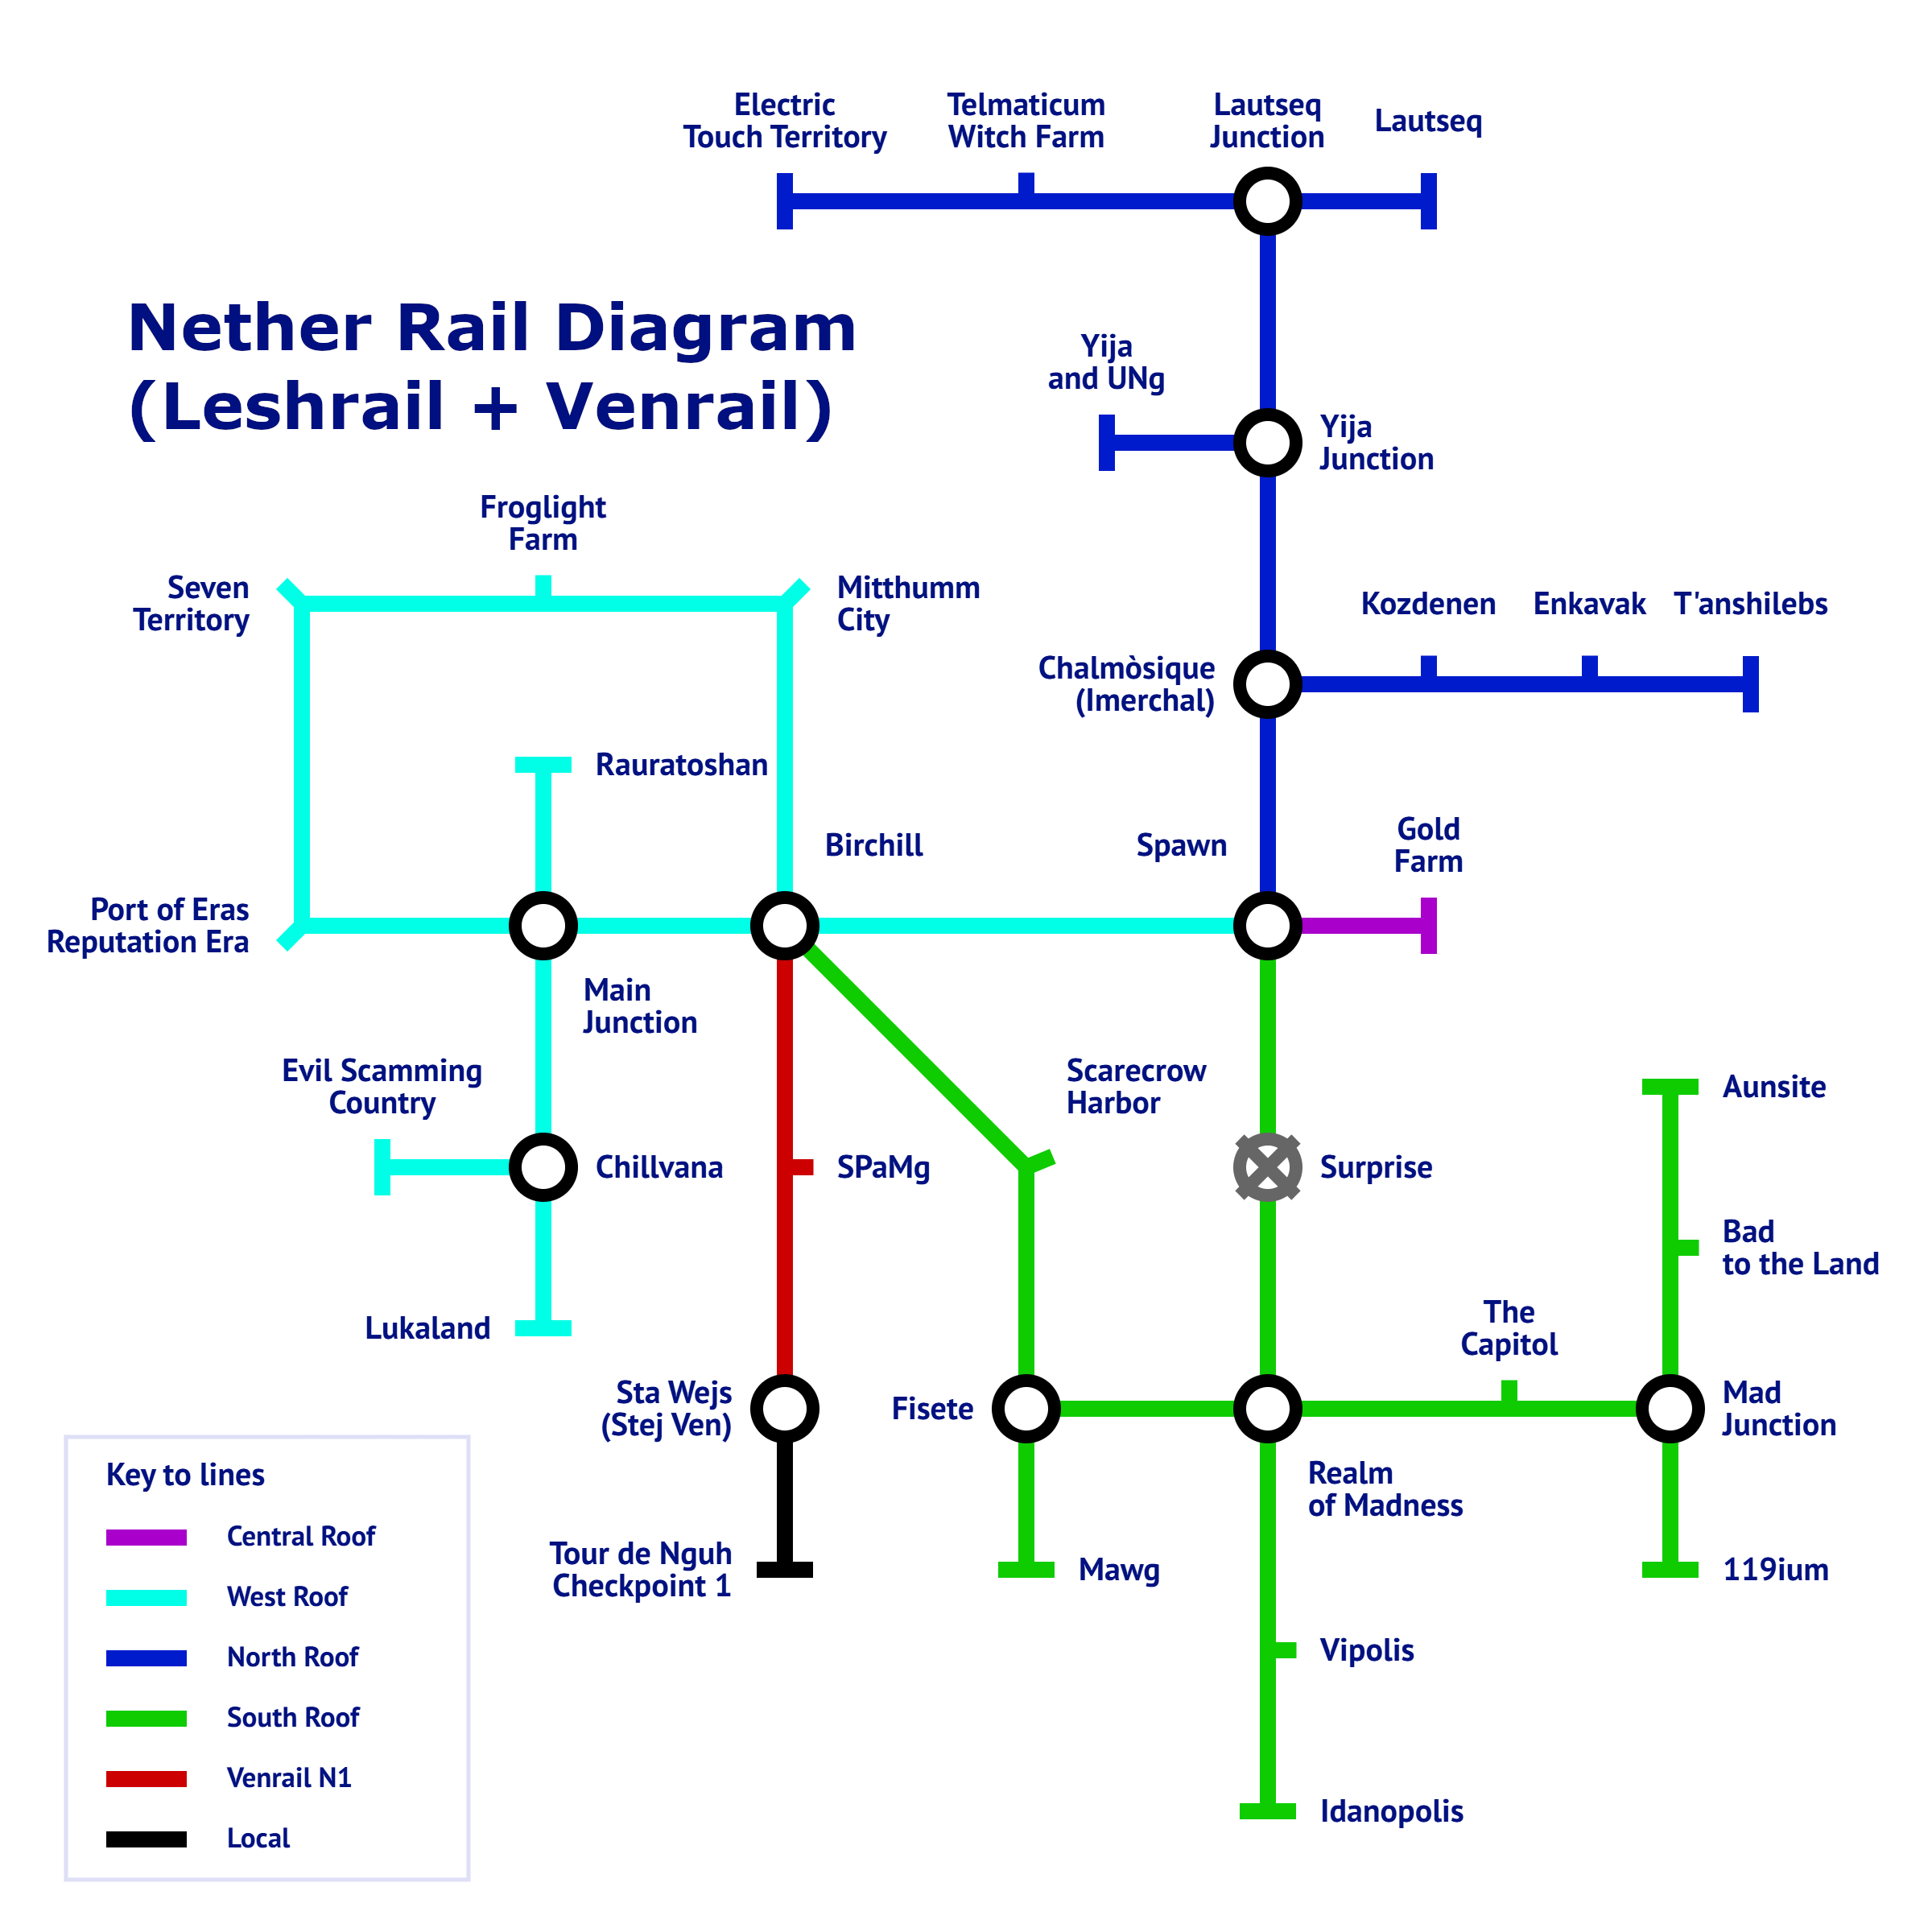 Electric
Touch Territory
Telmaticum
Witch Farm
Lautseq
Junction
Lautseq
Nether Rail Diagram
(Leshrail + Venrail)
Yija
and UNg
Yija
Junction
Froglight
Farm
Seven
Territory
Mitthumm
City
Kozdenen
Enkavak
T'anshilebs
Chalmòsique
(Imerchal)
Rauratoshan
Birchill
Spawn
Gold
Farm
Port of Eras
Reputation Era
Main
Junction
Evil Scamming
Country
Scarecrow
Harbor
Aunsite
Chillvana
SPaMg
Surprise
Bad
to the Land
Lukaland
The
Capitol
Sta Wejs
(Stej Ven)
Fisete
Mad
Junction
Realm
of Madness
Tour de Nguh
Checkpoint 1
Mawg
119ium
Vipolis
Idanopolis
Key to lines
Central Roof
West Roof
North Roof
South Roof
Venrail N1
Local